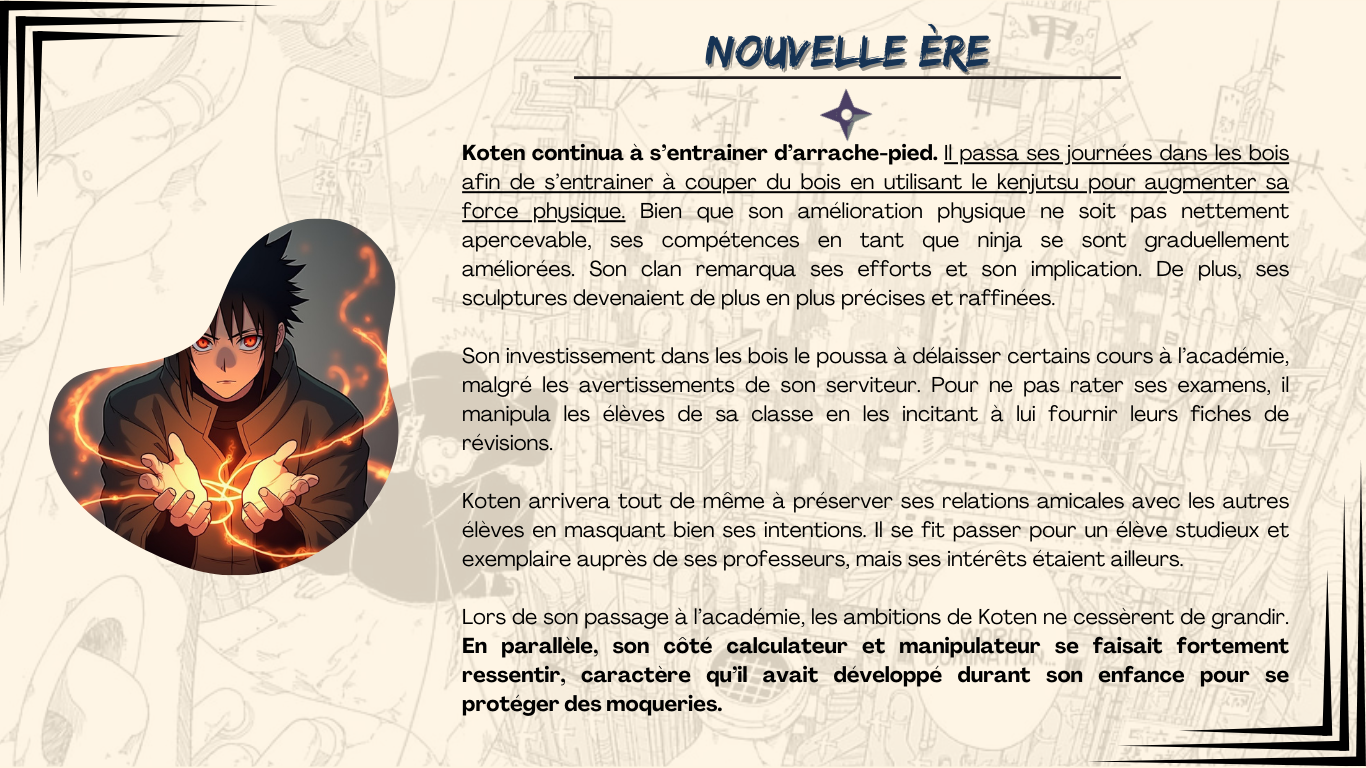 NOUVELLE ÈRE
Koten continua à s’entrainer d’arrache-pied. Il passa ses journées dans les bois
afin de s’entrainer à couper du bois en utilisant le kenjutsu pour augmenter sa
force physique. Bien que son amélioration physique ne soit pas nettement
apercevable, ses compétences en tant que ninja se sont graduellement
améliorées. Son clan remarqua ses efforts et son implication. De plus, ses
sculptures devenaient de plus en plus précises et raffinées.
Son investissement dans les bois le poussa à délaisser certains cours à l’académie,
malgré les avertissements de son serviteur. Pour ne pas rater ses examens, il
manipula les élèves de sa classe en les incitant à lui fournir leurs fiches de
révisions.
Koten arrivera tout de même à préserver ses relations amicales avec les autres
élèves en masquant bien ses intentions. Il se fit passer pour un élève studieux et
exemplaire auprès de ses professeurs, mais ses intérêts étaient ailleurs.
Lors de son passage à l’académie, les ambitions de Koten ne cessèrent de grandir.
En parallèle, son côté calculateur et manipulateur se faisait fortement
ressentir, caractère qu’il avait développé durant son enfance pour se
protéger des moqueries.